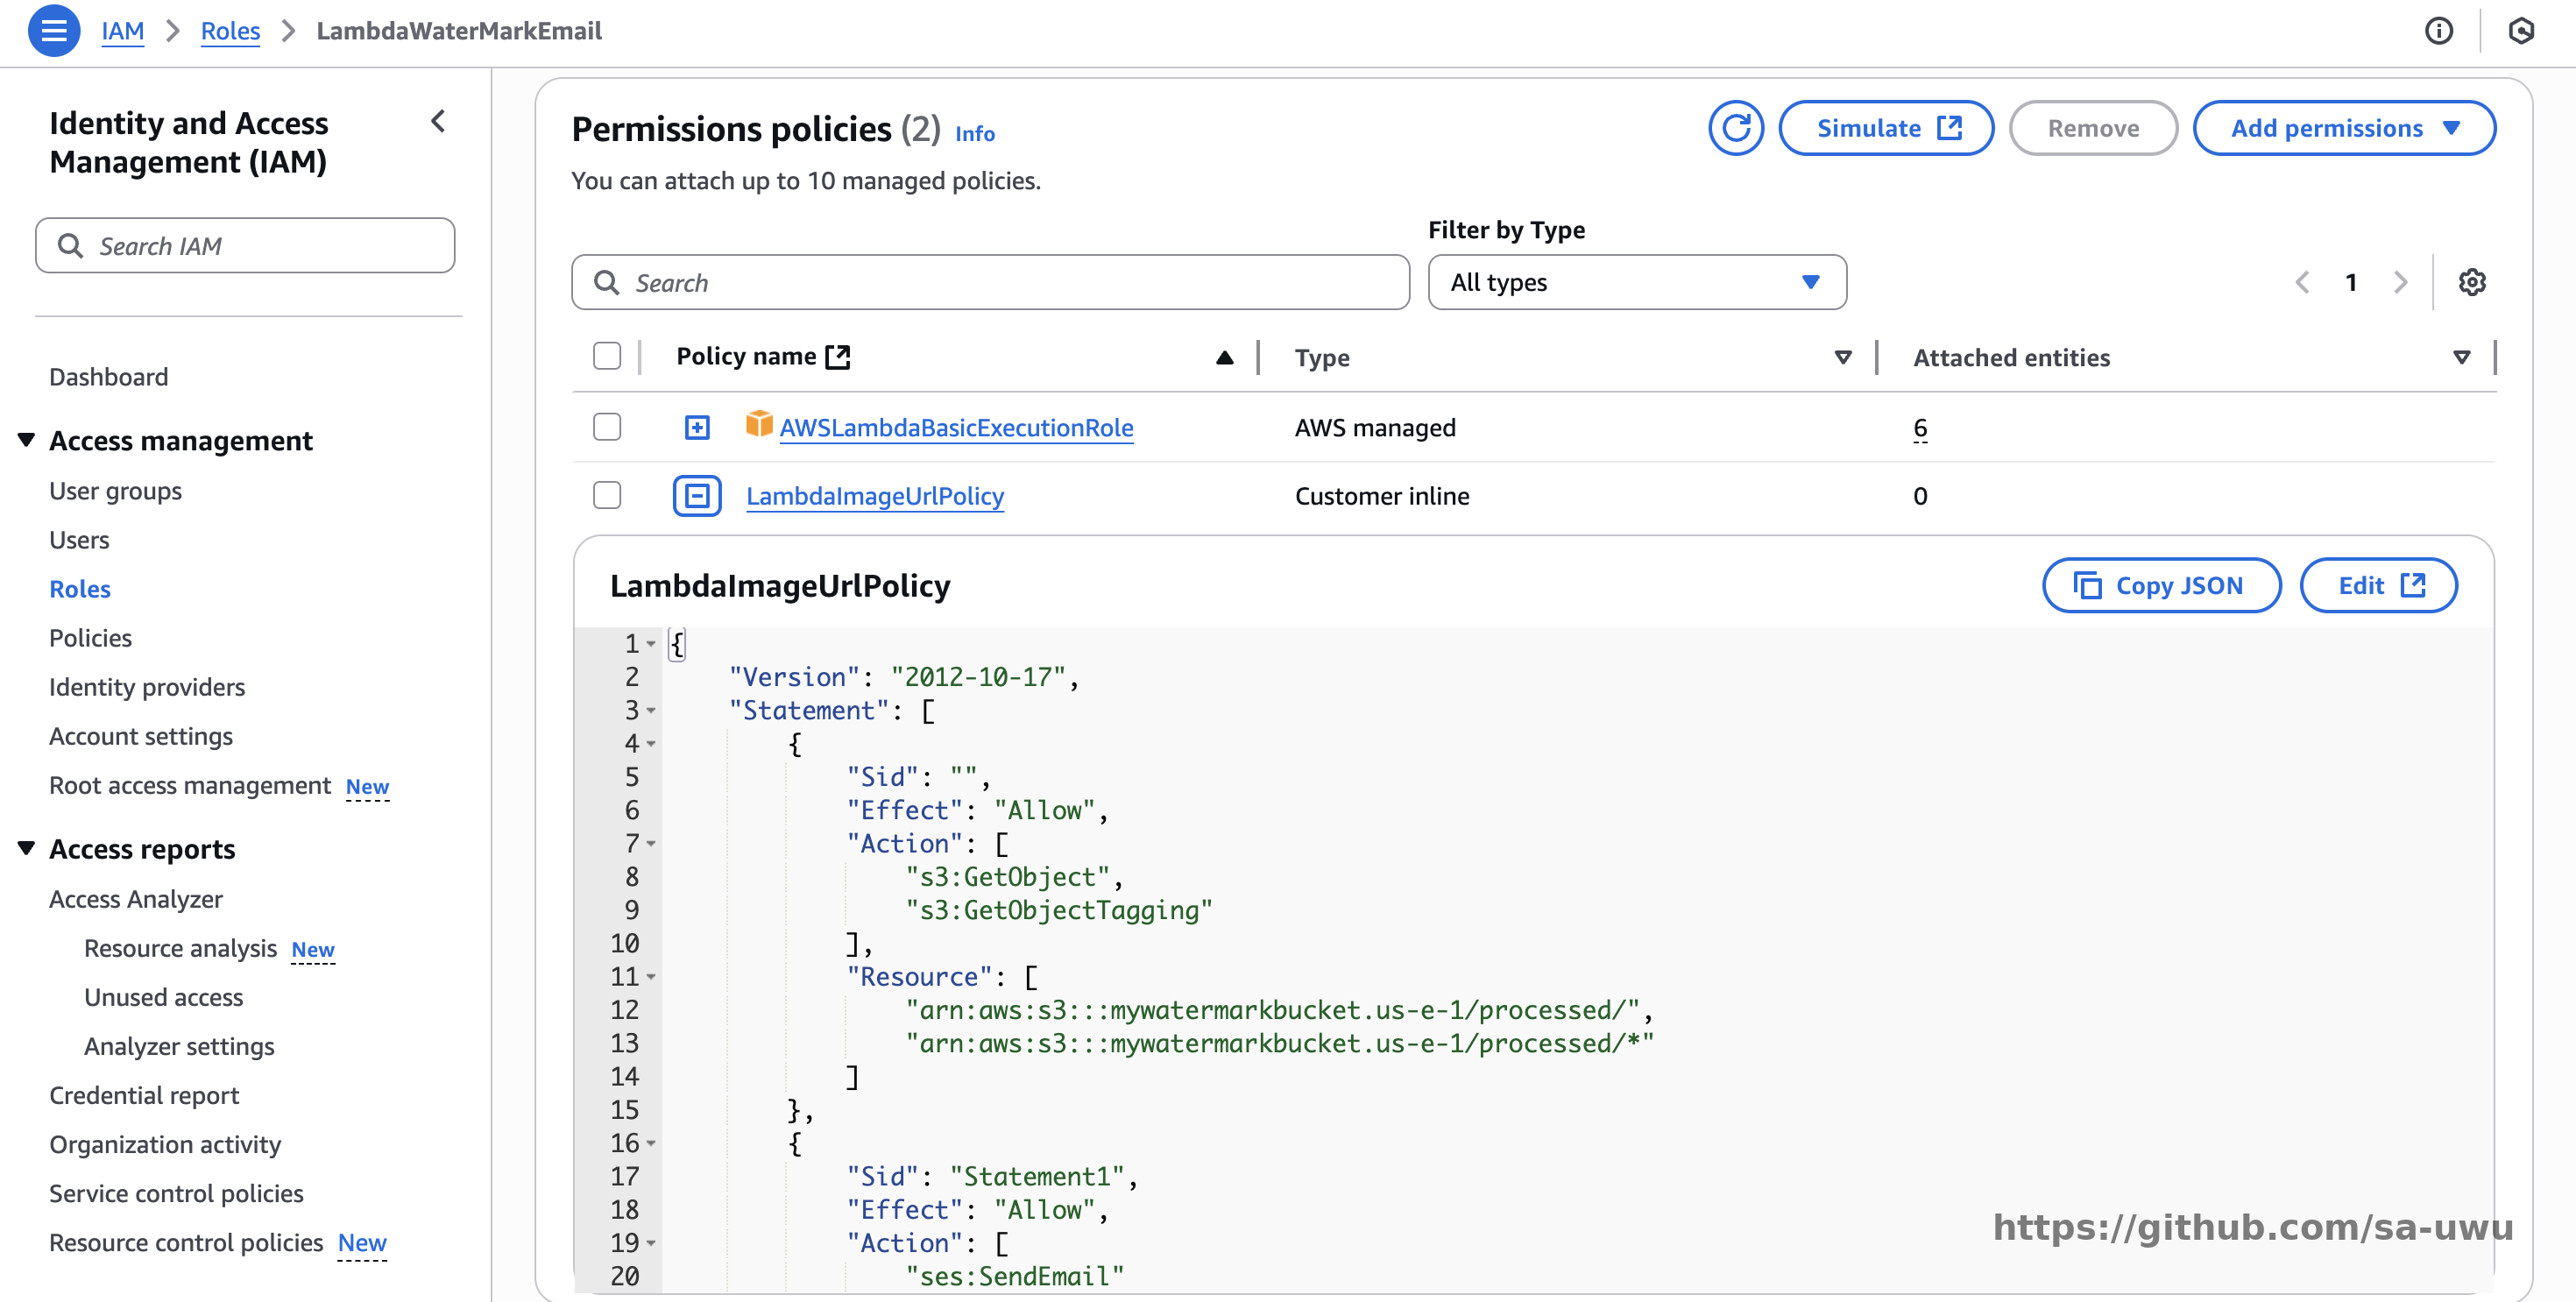 IAM > Roles > LambdaWaterMarkEmail
Identity and Access
Management (IAM)
Search IAM
Dashboard
Access management
User groups
Users
Roles
Policies
Identity providers
Account settings
Root access management New
Access reports
Access Analyzer
Resource analysis New
Unused access
Analyzer settings
Credential report
Organization activity
Service control policies
Resource control policies New
Permissions policies (2) Info
Simulate
Remove
Add permissions
You can attach up to 10 managed policies.
Filter by Type
Search
All types
1
Policy name Type Attached entities
AWSLambdaBasicExecutionRole AWS managed 6
LambdaImageUrlPolicy Customer inline 0
LambdaImageUrlPolicy
Copy JSON
Edit
1 {
2 "Version": "2012-10-17",
3 "Statement": [
4 {
5 "Sid": "",
6 "Effect": "Allow",
7 "Action": [
8 "s3:GetObject",
9 "s3:GetObjectTagging"
10 ],
11 "Resource": [
12 "arn:aws:s3:::mywatermarkbucket.us-e-1/processed/",
13 "arn:aws:s3:::mywatermarkbucket.us-e-1/processed/*"
14 ]
15 },
16 {
17 "Sid": "Statement1",
18 "Effect": "Allow",
19 "Action": [
20 "ses:SendEmail"
https://github.com/sa-uwu